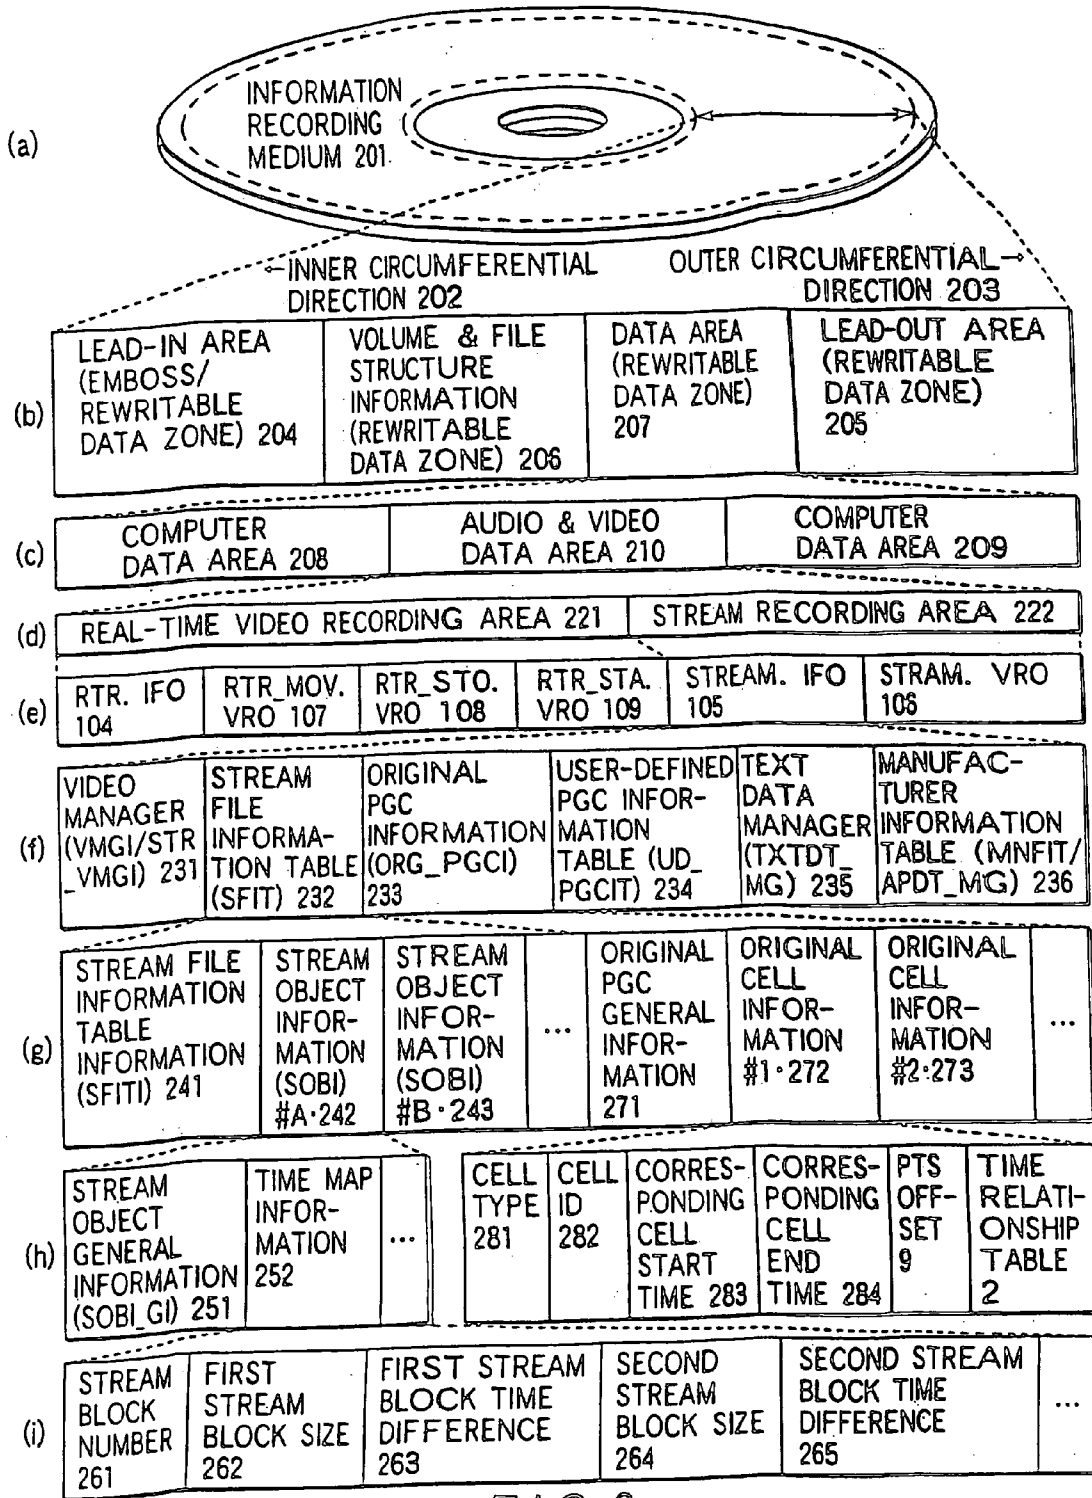 (a)
INFORMATION
RECORDING
MEDIUM 201
INNER CIRCUMFERENTIAL
DIRECTION 202
OUTER CIRCUMFERENTIAL
DIRECTION 203
(b)
LEAD-IN AREA
(EMBOSS/
REWRITABLE
DATA ZONE) 204
VOLUME & FILE
STRUCTURE
INFORMATION
(REWRITABLE
DATA ZONE) 206
DATA AREA
(REWRITABLE
DATA ZONE)
207
LEAD-OUT AREA
(REWRITABLE
DATA ZONE)
205
(c)
COMPUTER
DATA AREA 208
AUDIO & VIDEO
DATA AREA 210
COMPUTER
DATA AREA 209
(d)
REAL-TIME VIDEO RECORDING AREA 221
STREAM RECORDING AREA 222
(e)
RTR. IFO
104
RTR_MOV.
VRO 107
RTR_STO.
VRO 108
RTR_STA.
VRO 109
STREAM. IFO
105
STRAM. VRO
106
(f)
VIDEO
MANAGER
(VMGI/STR
_VMGI) 231
STREAM
FILE
INFORMA-
TION TABLE
(SFIT) 232
ORIGINAL
PGC
INFORMATION
(ORG_PGCI)
233
USER-DEFINED
PGC INFOR-
MATION
TABLE (UD_
PGCIT) 234
TEXT
DATA
MANAGER
(TXTDT_
MG) 235
MANUFAC-
TURER
INFORMATION
TABLE (MNFIT/
APDT_MG) 236
(g)
STREAM FILE
INFORMATION
TABLE
INFORMATION
(SFITI) 241
STREAM
OBJECT
INFOR-
MATION
(SOBI)
#A·242
STREAM
OBJECT
INFOR-
MATION
(SOBI)
#B·243
...
ORIGINAL
PGC
GENERAL
INFOR-
MATION
271
ORIGINAL
CELL
INFOR-
MATION
#1·272
ORIGINAL
CELL
INFOR-
MATION
#2·273
...
(h)
STREAM
OBJECT
GENERAL
INFORMATION
(SOBI_GI) 251
TIME MAP
INFOR-
MATION
252
...
CELL
TYPE
281
CELL
ID
282
CORRES-
PONDING
CELL
START
TIME 283
CORRES-
PONDING
CELL
END
TIME 284
PTS
OFF-
SET
9
TIME
RELATI-
ONSHIP
TABLE
2
(i)
STREAM
BLOCK
NUMBER
261
FIRST
STREAM
BLOCK SIZE
262
FIRST STREAM
BLOCK TIME
DIFFERENCE
263
SECOND
STREAM
BLOCK SIZE
264
SECOND STREAM
BLOCK TIME
DIFFERENCE
265
...